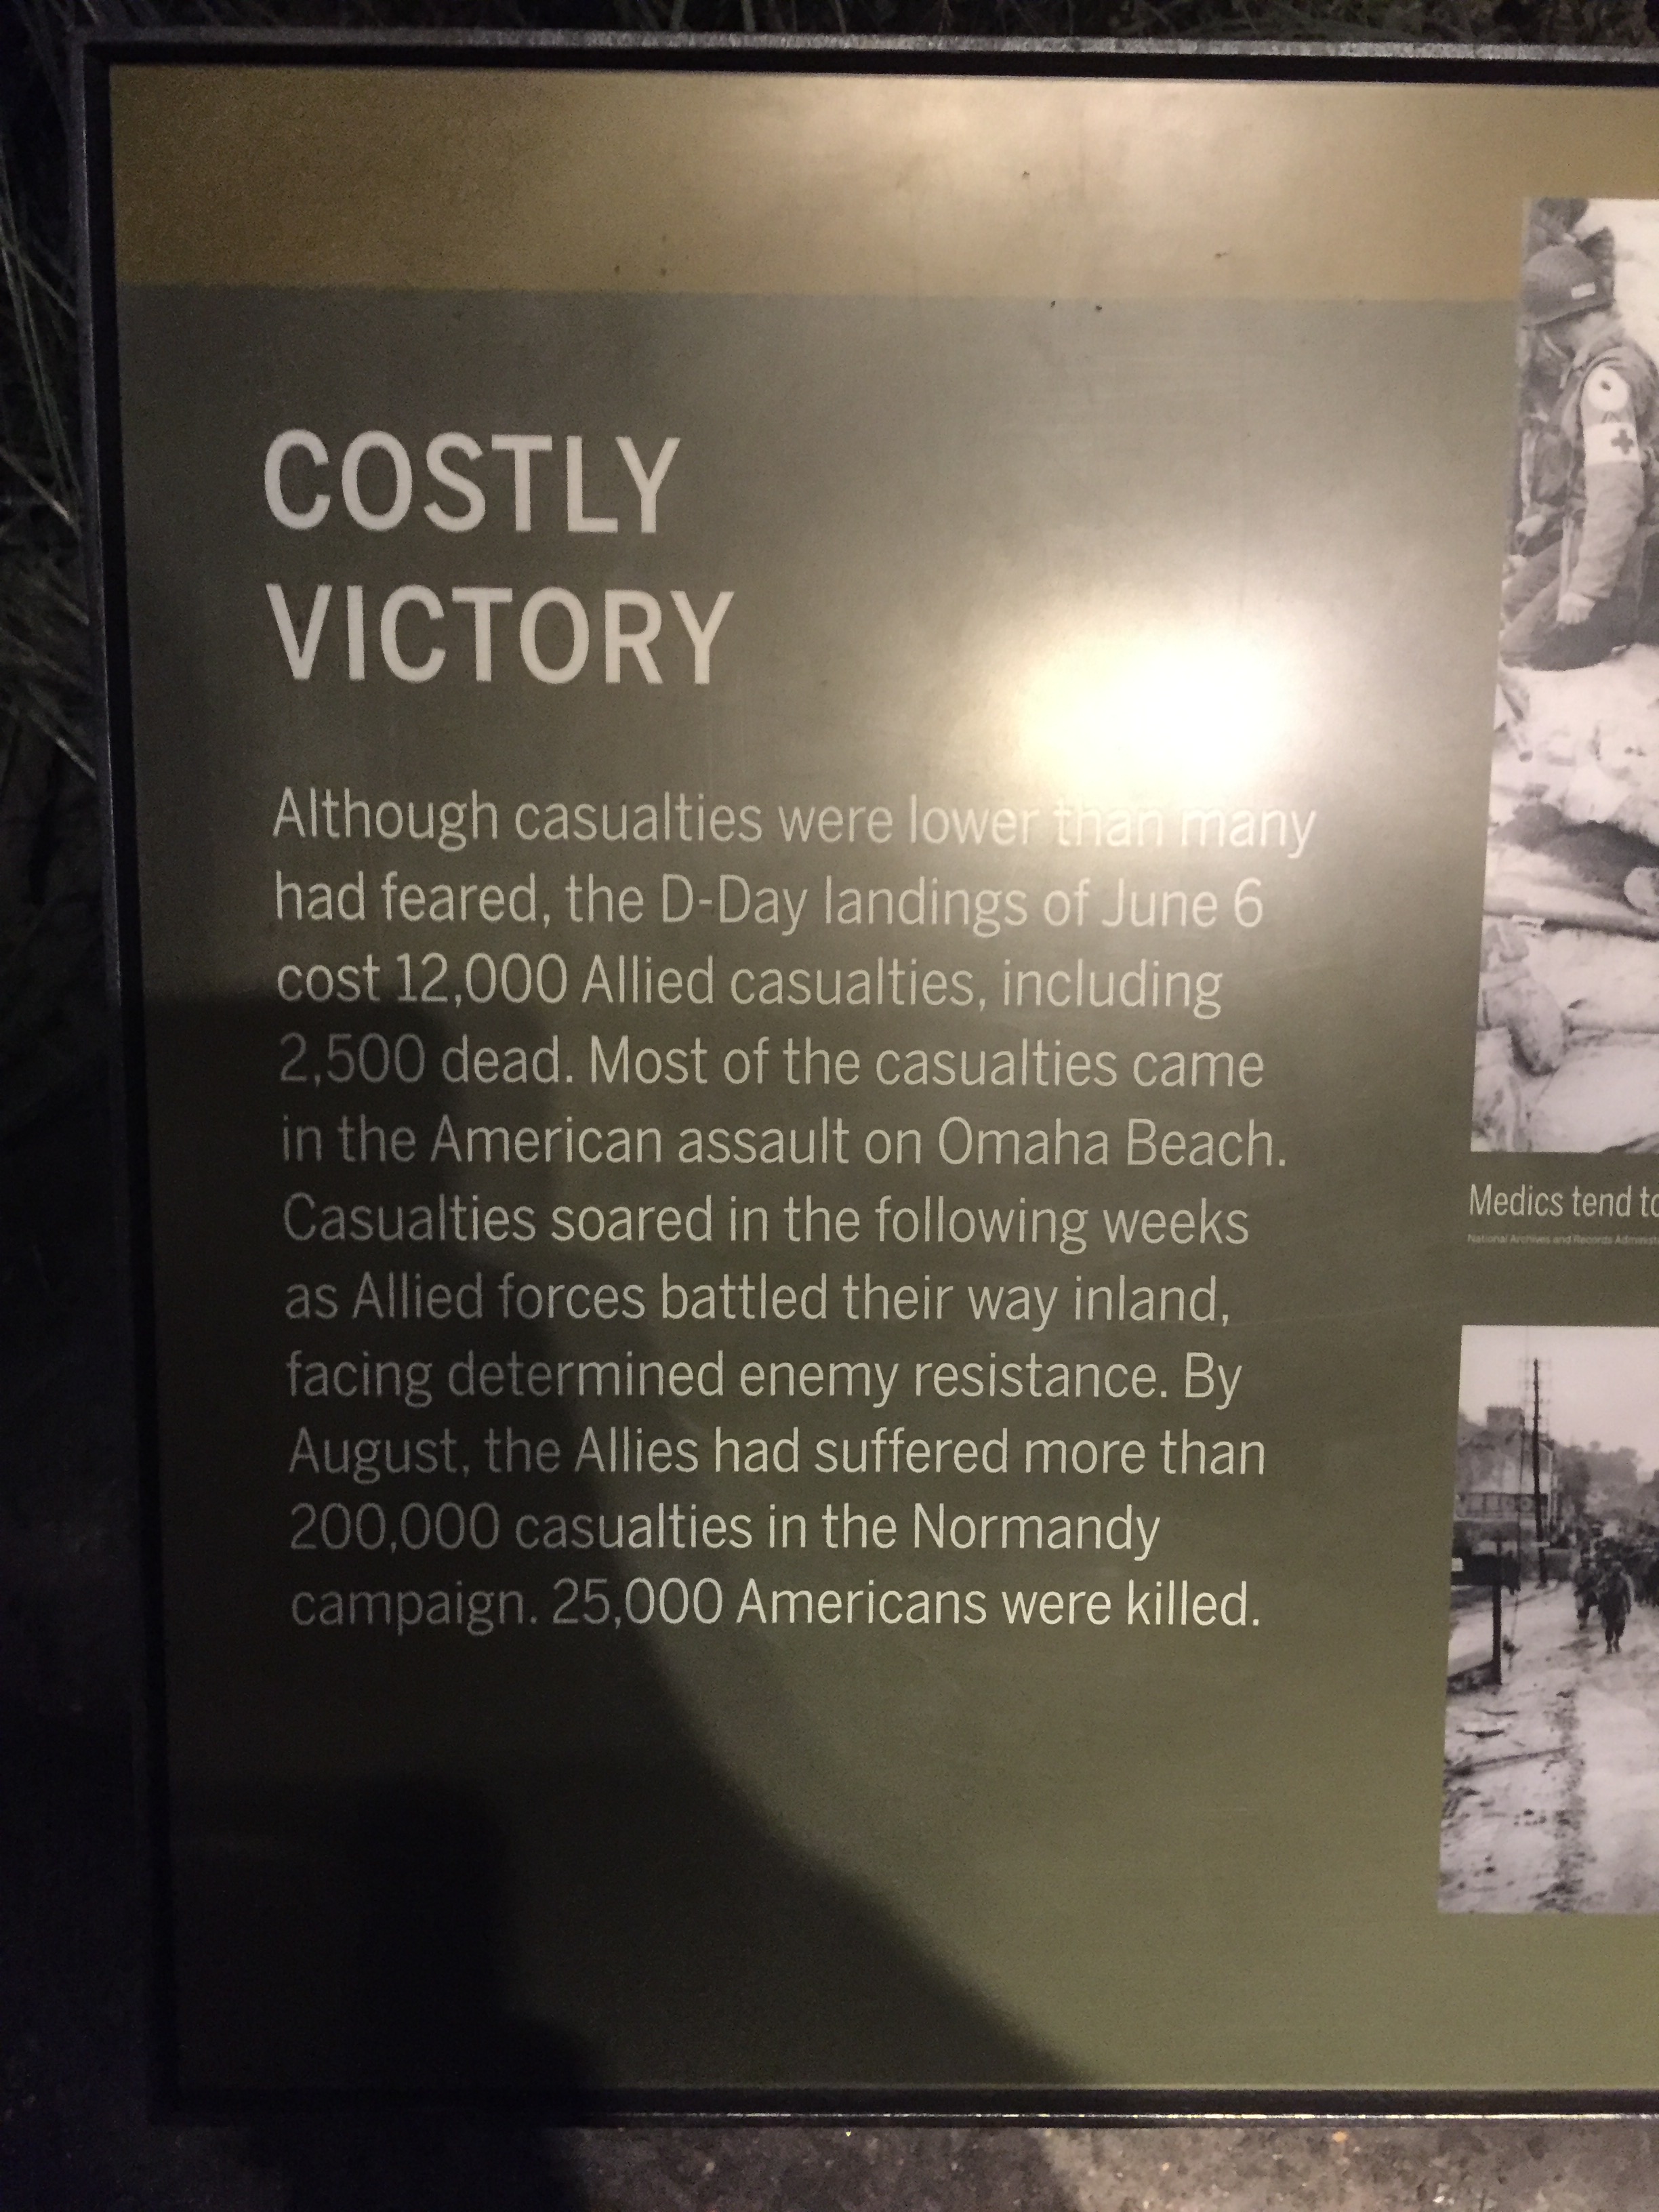 COSTLY
VICTORY
Although casualties were lower than many
had feared, the D-Day landings of June 6
cost 12,000 Allied casualties, including
2,500 dead. Most of the casualties came
in the American assault on Omaha Beach.
Casualties soared in the following weeks
as Allied forces battled their way inland,
facing determined enemy resistance. By
August, the Allies had suffered more than
200,000 casualties in the Normandy
campaign. 25,000 Americans were killed.
Medics tend to
National Archives and Records